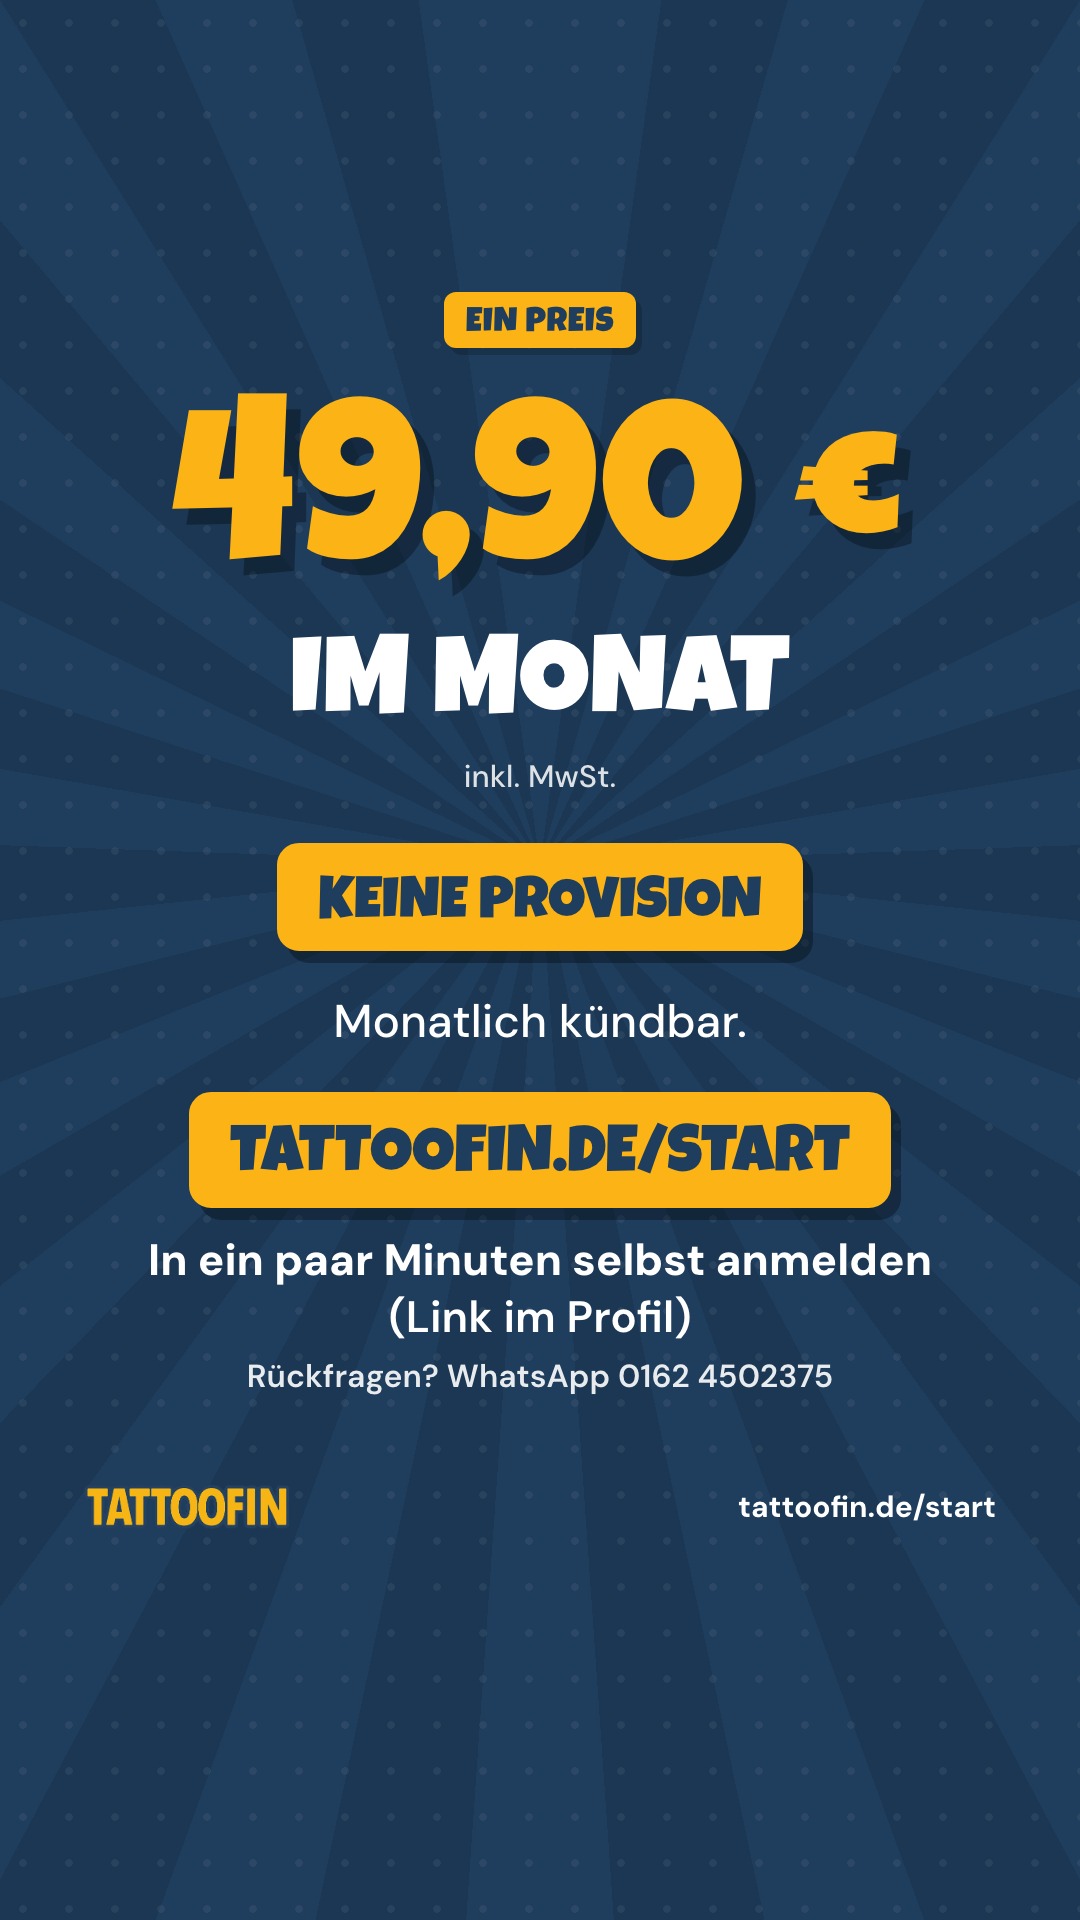 EIN PREIS
49,90 €
IM MONAT
inkl. MwSt.
KEINE PROVISION
Monatlich kündbar.
TATTOOFIN.DE/START
In ein paar Minuten selbst anmelden
(Link im Profil)
Rückfragen? WhatsApp 0162 4502375
TATTOOFIN
tattoofin.de/start